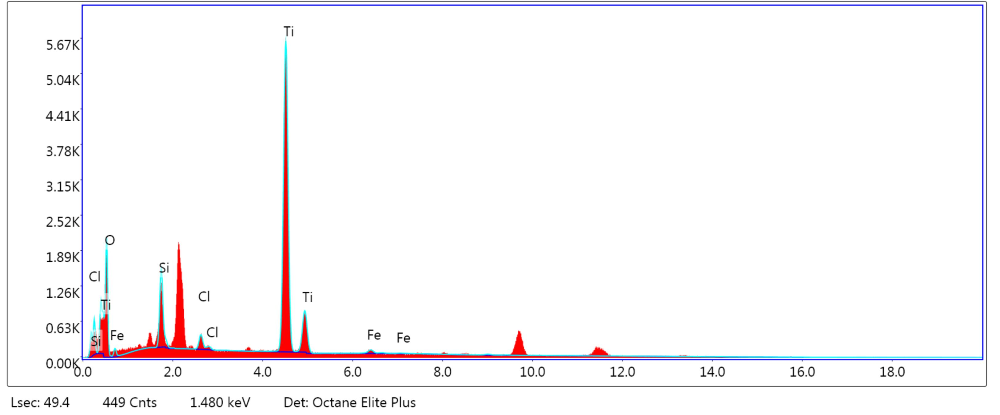 Ti
5.67K
5.04K
4.41K
3.78K
3.15K
2.52K
O
1.89K
Si
Cl
1.26K
Cl
Ti
Ti
0.63K
Cl
Fe
Fe
Fe
Si
0.00K
0.0 2.0 4.0 6.0 8.0 10.0 12.0 14.0 16.0 18.0
Lsec: 49.4 449 Cnts 1.480 keV Det: Octane Elite Plus